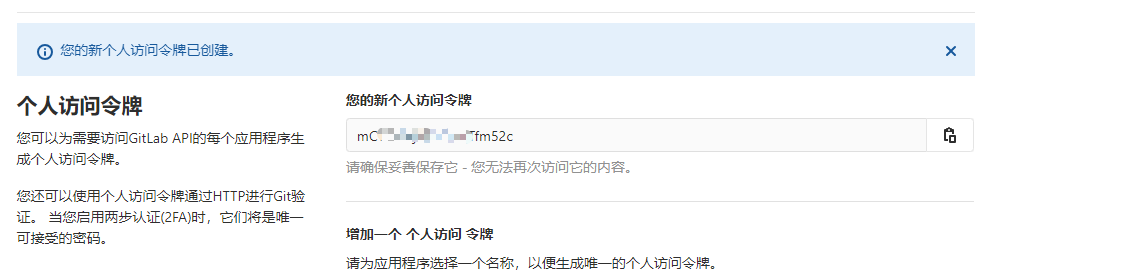 您的新个人访问令牌已创建。
个人访问令牌
您可以为需要访问GitLab API的每个应用程序生
成个人访问令牌。
您还可以使用个人访问令牌通过HTTP进行Git验
证。 当您启用两步认证(2FA)时，它们将是唯一
可接受的密码。
您的新个人访问令牌
请确保妥善保存它 - 您无法再次访问它的内容。
增加一个 个人访问 令牌
请为应用程序选择一个名称，以便生成唯一的个人访问令牌。